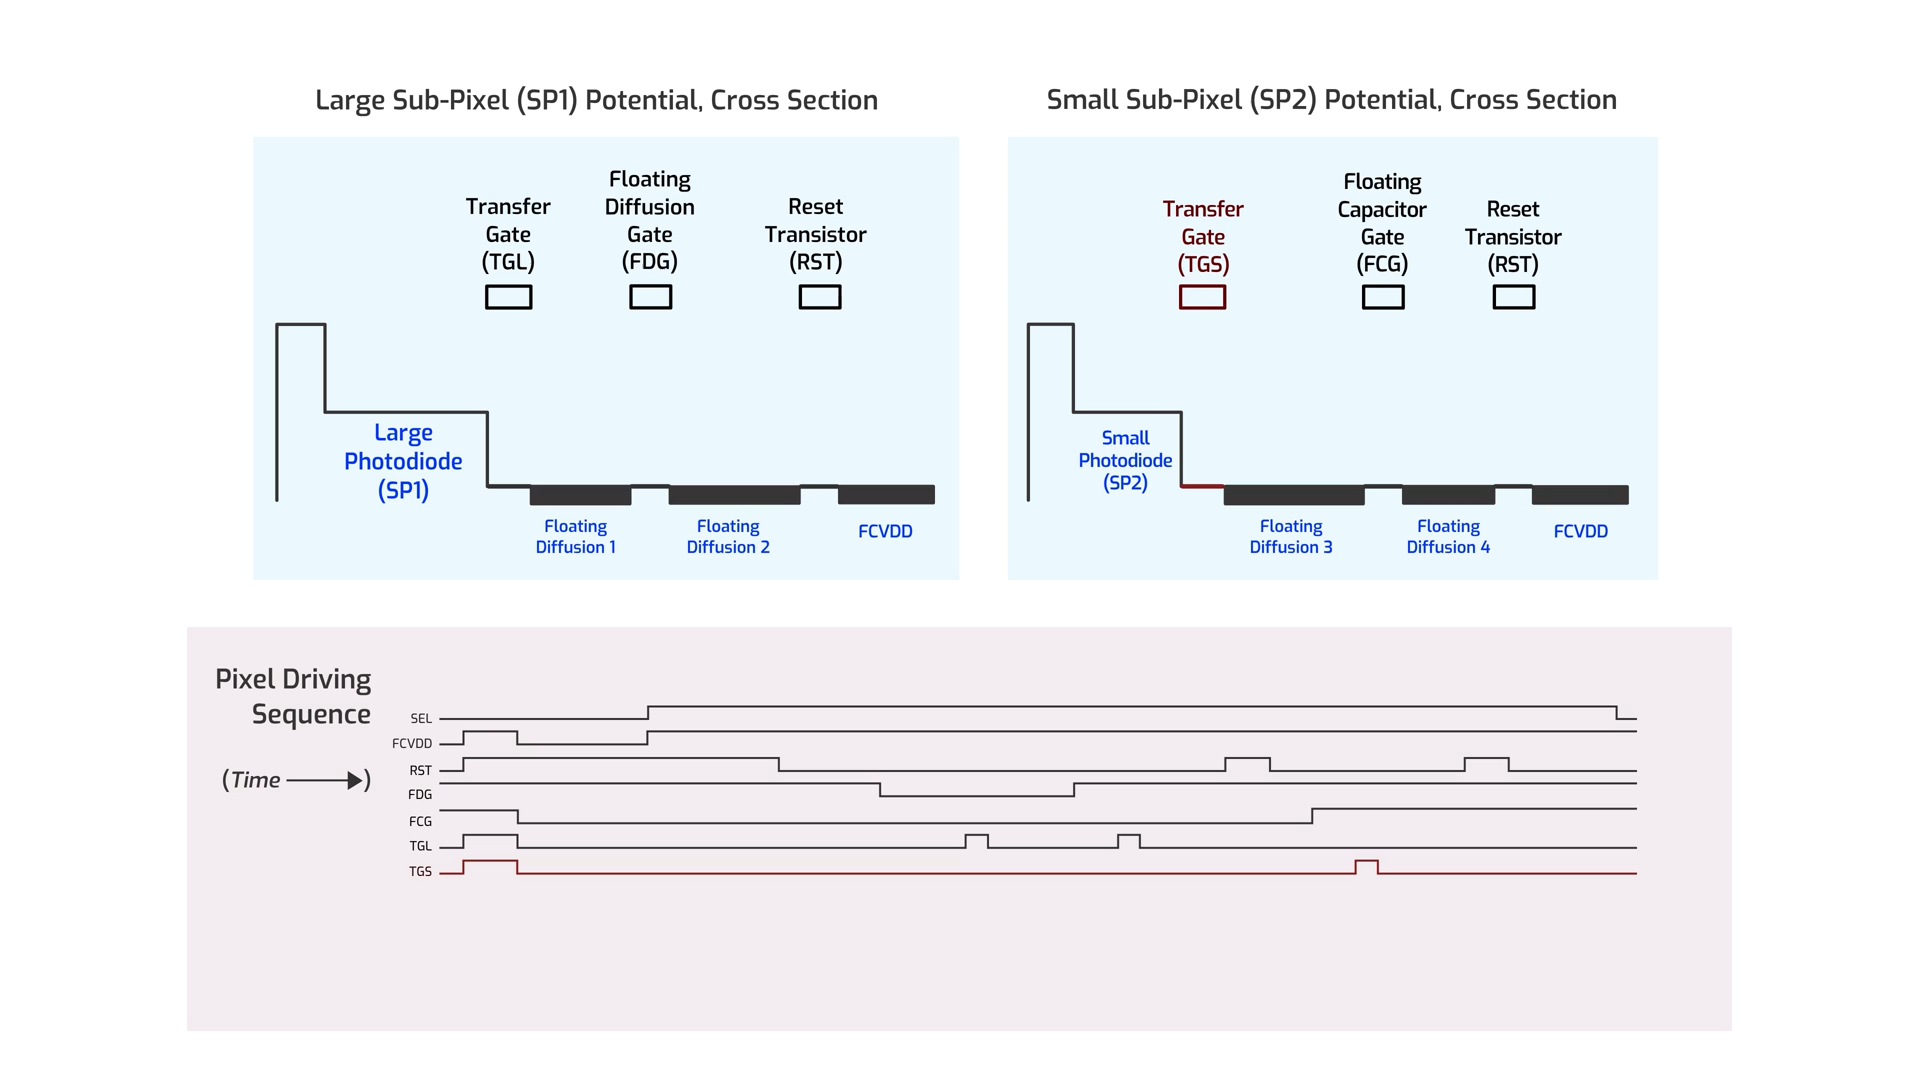 Large Sub-Pixel (SP1) Potential, Cross Section
Transfer
Gate
(TGL)
Floating
Diffusion
Gate
(FDG)
Reset
Transistor
(RST)
Large
Photodiode
(SP1)
Floating
Diffusion 1
Floating
Diffusion 2
FCVDD
Small Sub-Pixel (SP2) Potential, Cross Section
Transfer
Gate
(TGS)
Floating
Capacitor
Gate
(FCG)
Reset
Transistor
(RST)
Small
Photodiode
(SP2)
Floating
Diffusion 3
Floating
Diffusion 4
FCVDD
Pixel Driving
Sequence
(Time )
SEL
FCVDD
RST
FDG
FCG
TGL
TGS